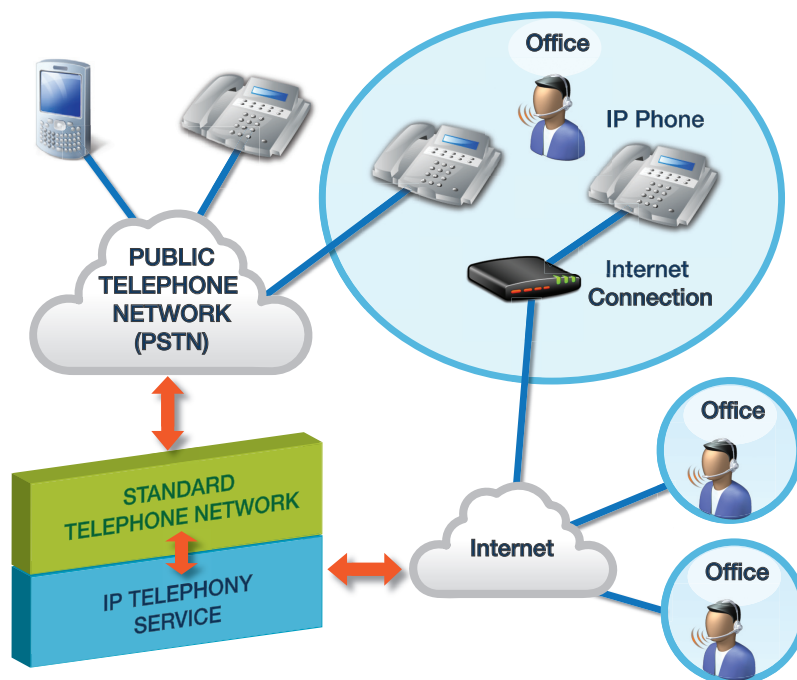 Office
IP Phone
PUBLIC
TELEPHONE
NETWORK
(PSTN)
Internet
Connection
STANDARD
TELEPHONE NETWORK
IP TELEPHONY
SERVICE
Internet
Office
Office